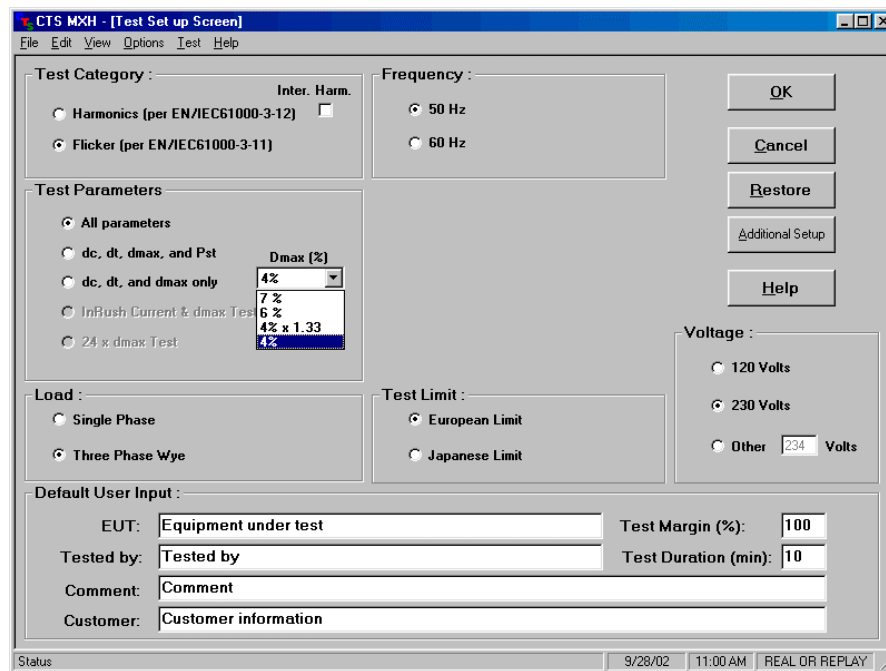 CTS MXH - [Test Set up Screen]
File Edit View Options Test Help
Test Category :
Inter. Harm.
Harmonics (per EN/IEC61000-3-12)
Flicker (per EN/IEC61000-3-11)
Frequency :
50 Hz
60 Hz
OK
Cancel
Restore
Additional Setup
Help
Test Parameters
All parameters
dc, dt, dmax, and Pst
dc, dt, and dmax only
InRush Current & dmax Tes
24 x dmax Test
Dmax (%)
4%
7 %
6 %
4% x 1.33
4%
Voltage :
120 Volts
230 Volts
Other 234 Volts
Load :
Single Phase
Three Phase Wye
Test Limit :
European Limit
Japanese Limit
Default User Input :
EUT: Equipment under test
Test Margin (%): 100
Tested by: Tested by
Test Duration (min): 10
Comment: Comment
Customer: Customer information
Status 9/28/02 11:00 AM REAL OR REPLAY